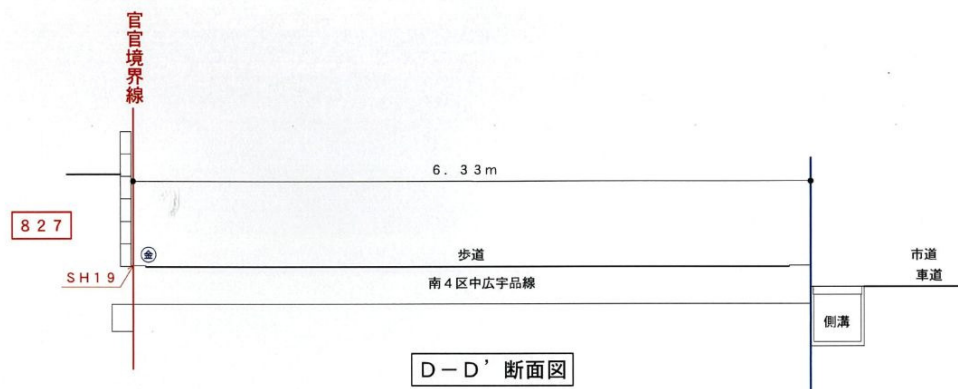 官官境界線
6.33m
827
金
歩道
市道
車道
SH19
南4区中広宇品線
側溝
D-D'断面図